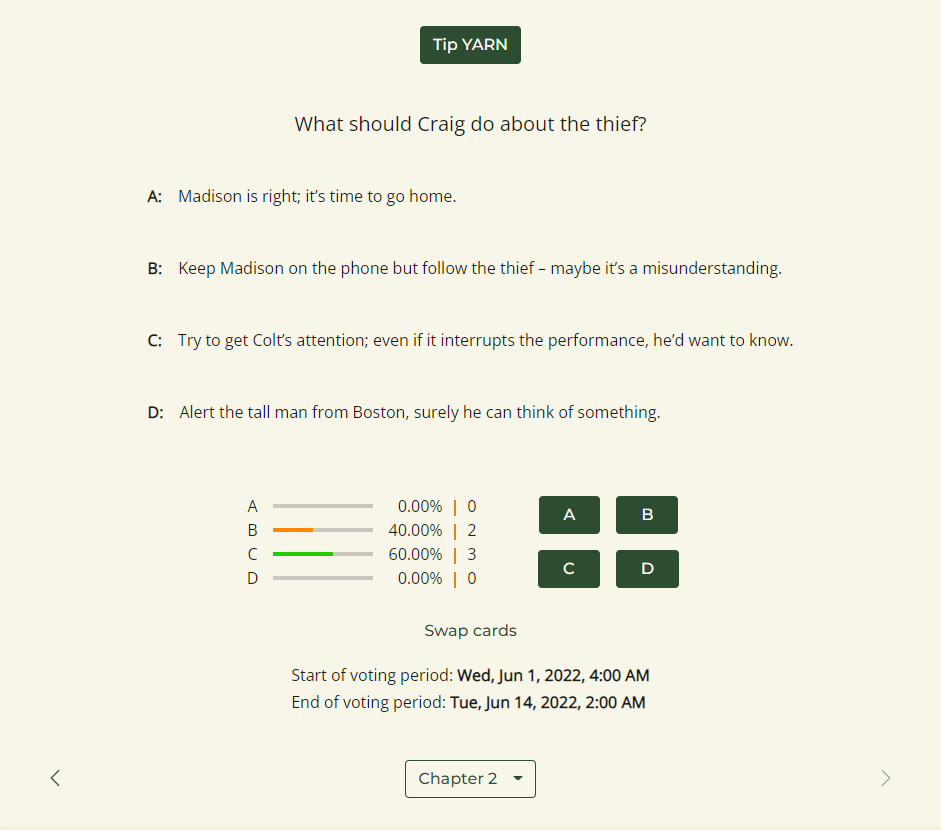 Tip YARN
What should Craig do about the thief?
A: Madison is right; it’s time to go home.
B: Keep Madison on the phone but follow the thief – maybe it’s a misunderstanding.
C: Try to get Colt’s attention; even if it interrupts the performance, he’d want to know.
D: Alert the tall man from Boston, surely he can think of something.
A 0.00% | 0
B 40.00% | 2
C 60.00% | 3
D 0.00% | 0
A B
C D
Swap cards
Start of voting period: Wed, Jun 1, 2022, 4:00 AM
End of voting period: Tue, Jun 14, 2022, 2:00 AM
Chapter 2